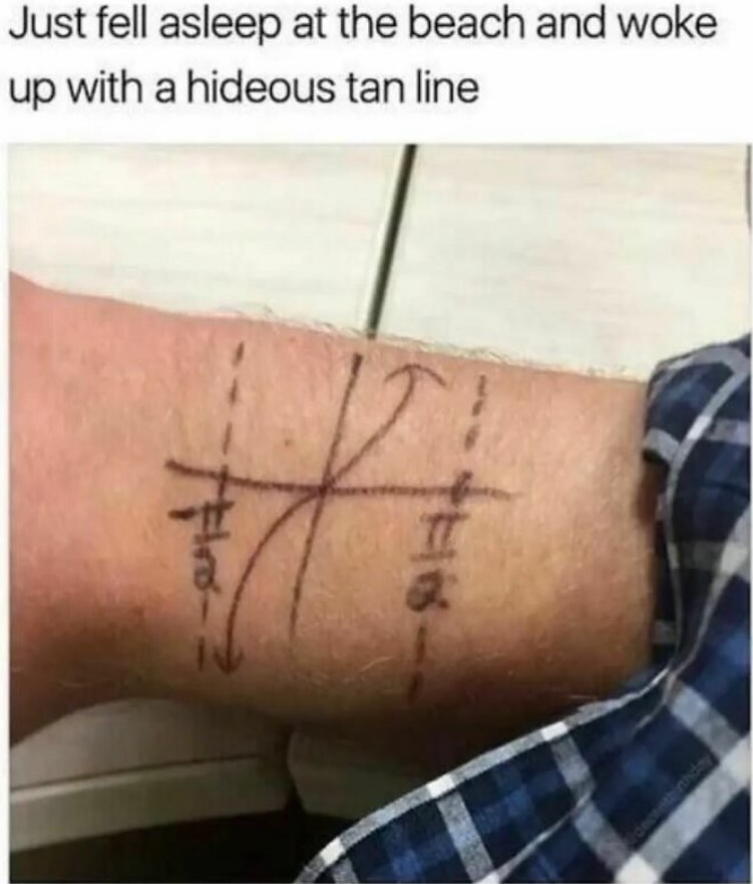 Just fell asleep at the beach and woke
up with a hideous tan line
-π/2
π/2